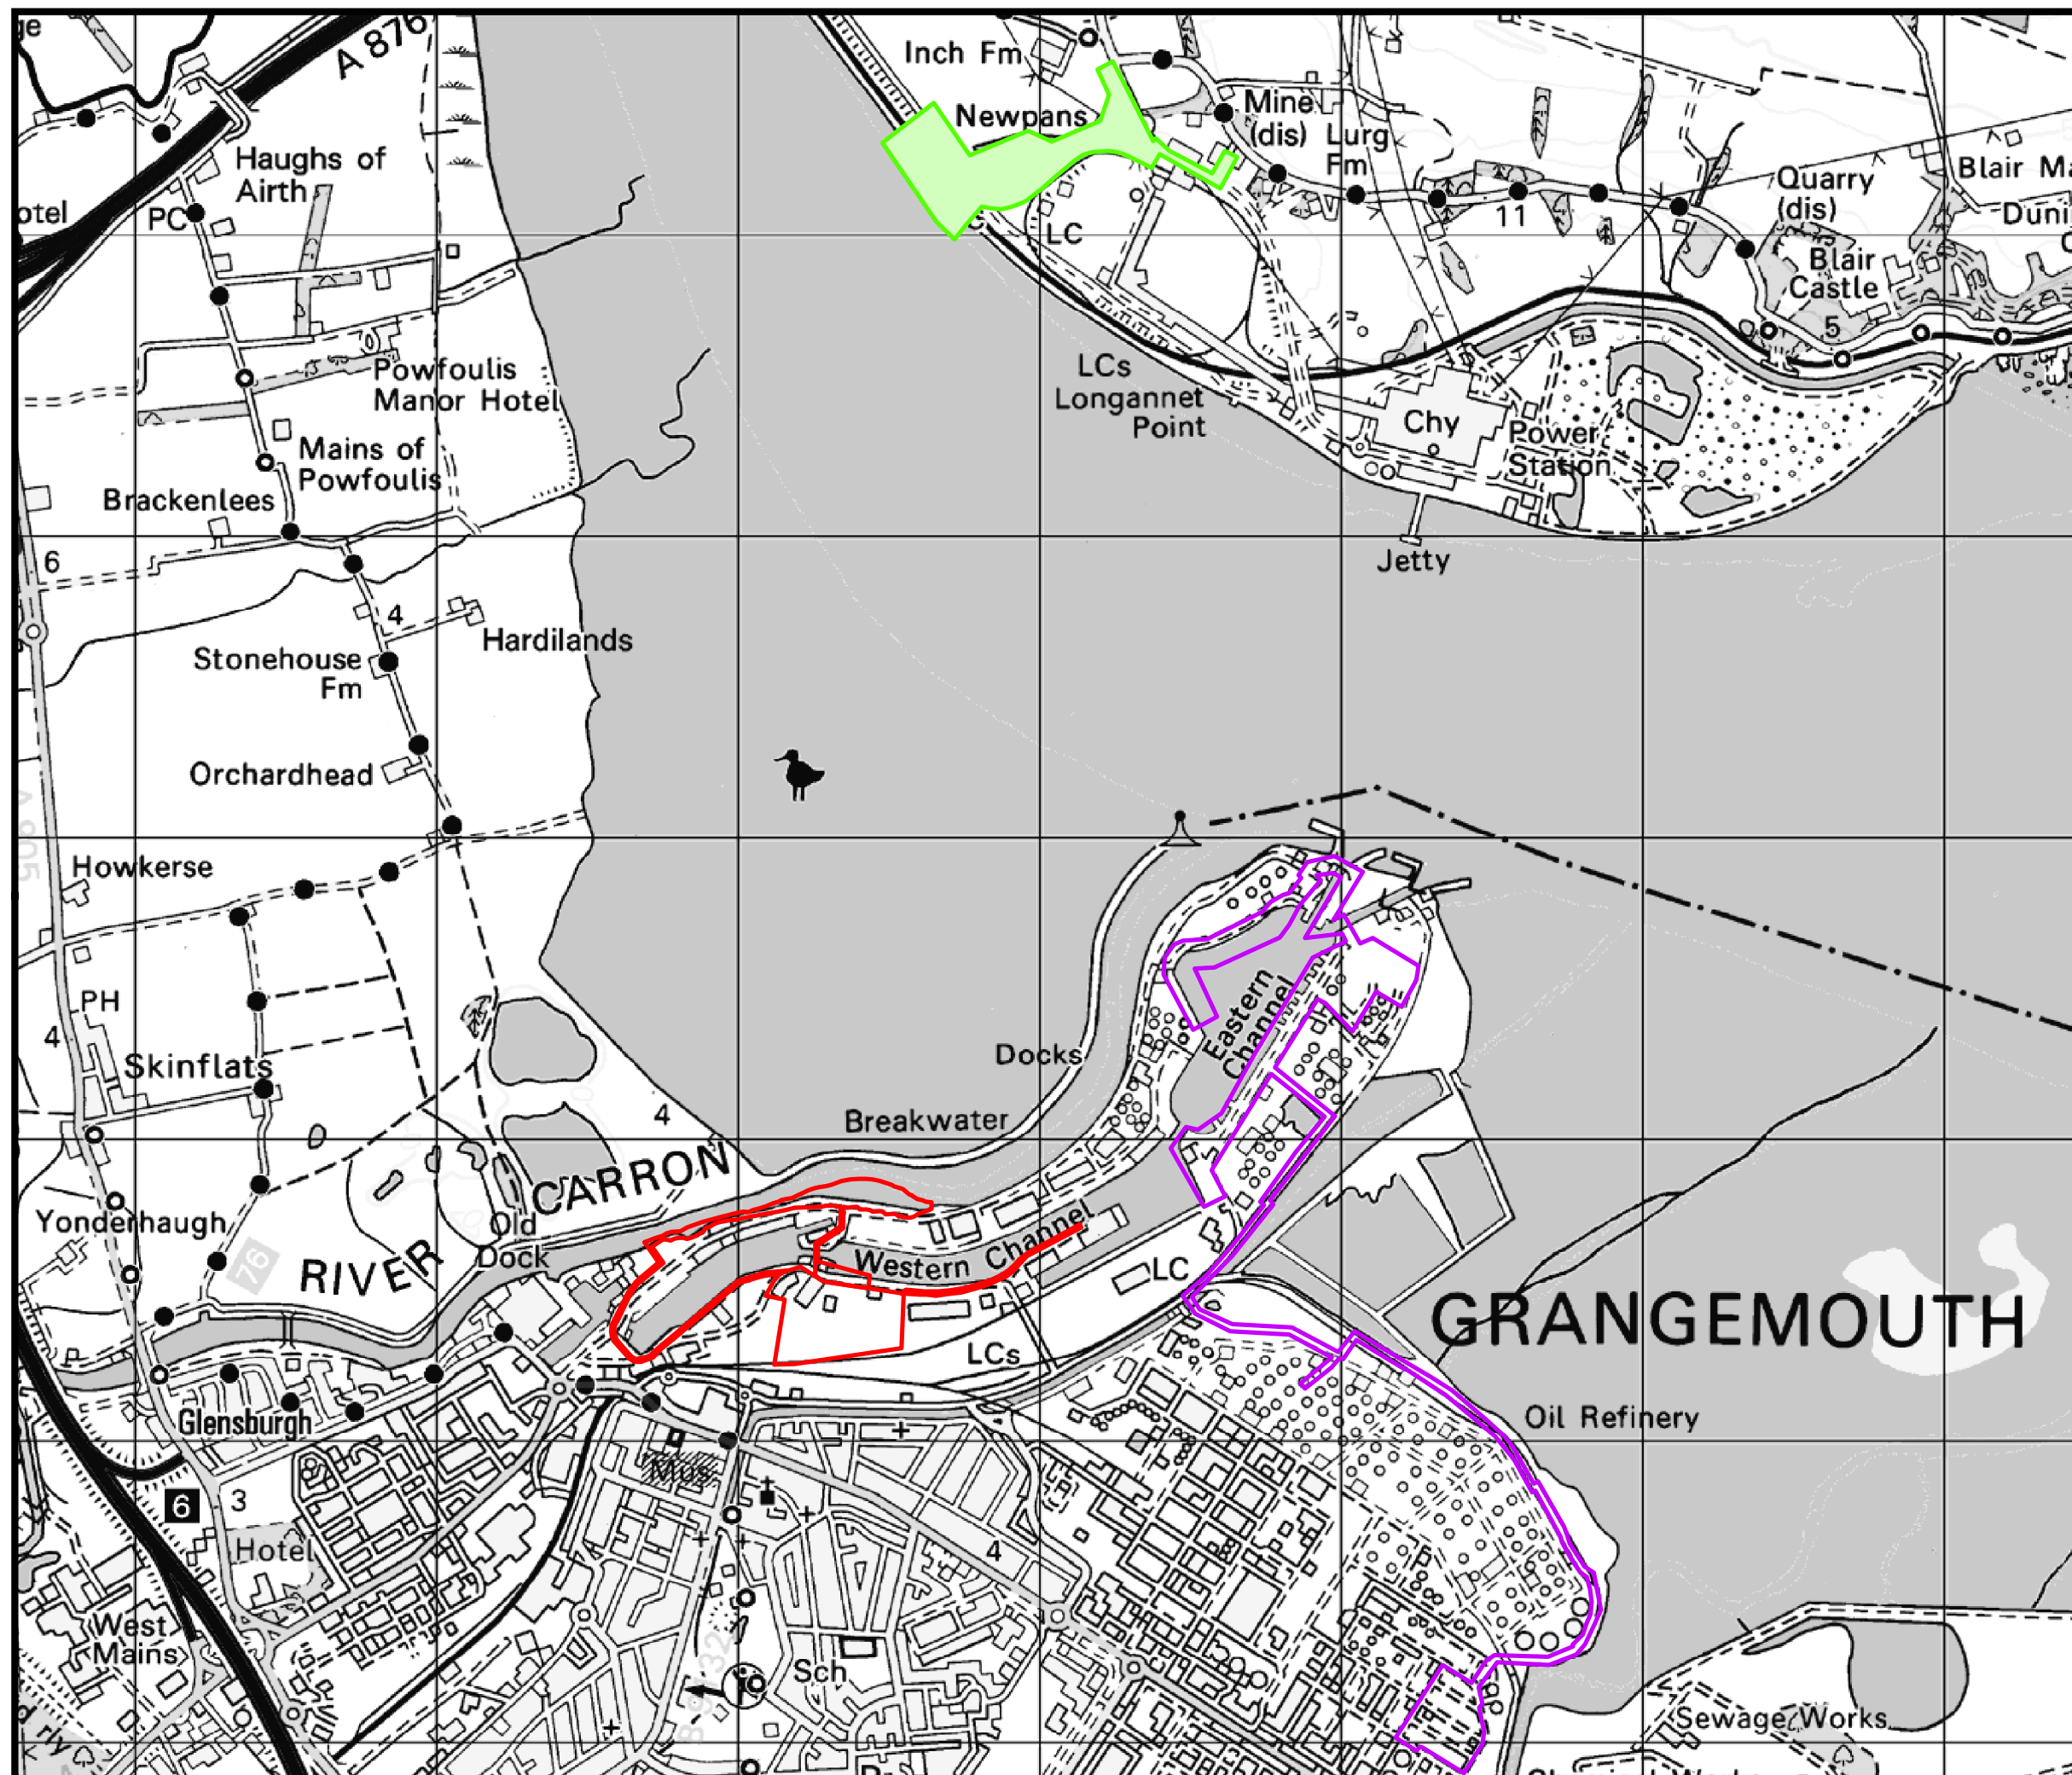 A 876
Inch Fm
Newpans
Mine
(dis)
Lurg
Fm
Haughs of
Airth
PC
LC
11
Quarry
(dis)
Blair
Castle
5
Powfoulis
Manor Hotel
LCs
Longannet
Point
Chy
Power
Station
Mains of
Powfoulis
Brackenlees
Jetty
6
4
Hardilands
Stonehouse
Fm
Orchardhead
Howkerse
PH
4
Skinflats
Docks
Eastern
Channel
Breakwater
4
RIVER CARRON
Yonderhaugh
76
Old
Dock
Western Channel
LC
GRANGEMOUTH
LCs
Oil Refinery
Glensburgh
Mus
6
3
Hotel
4
West
Mains
Sch
Sewage Works